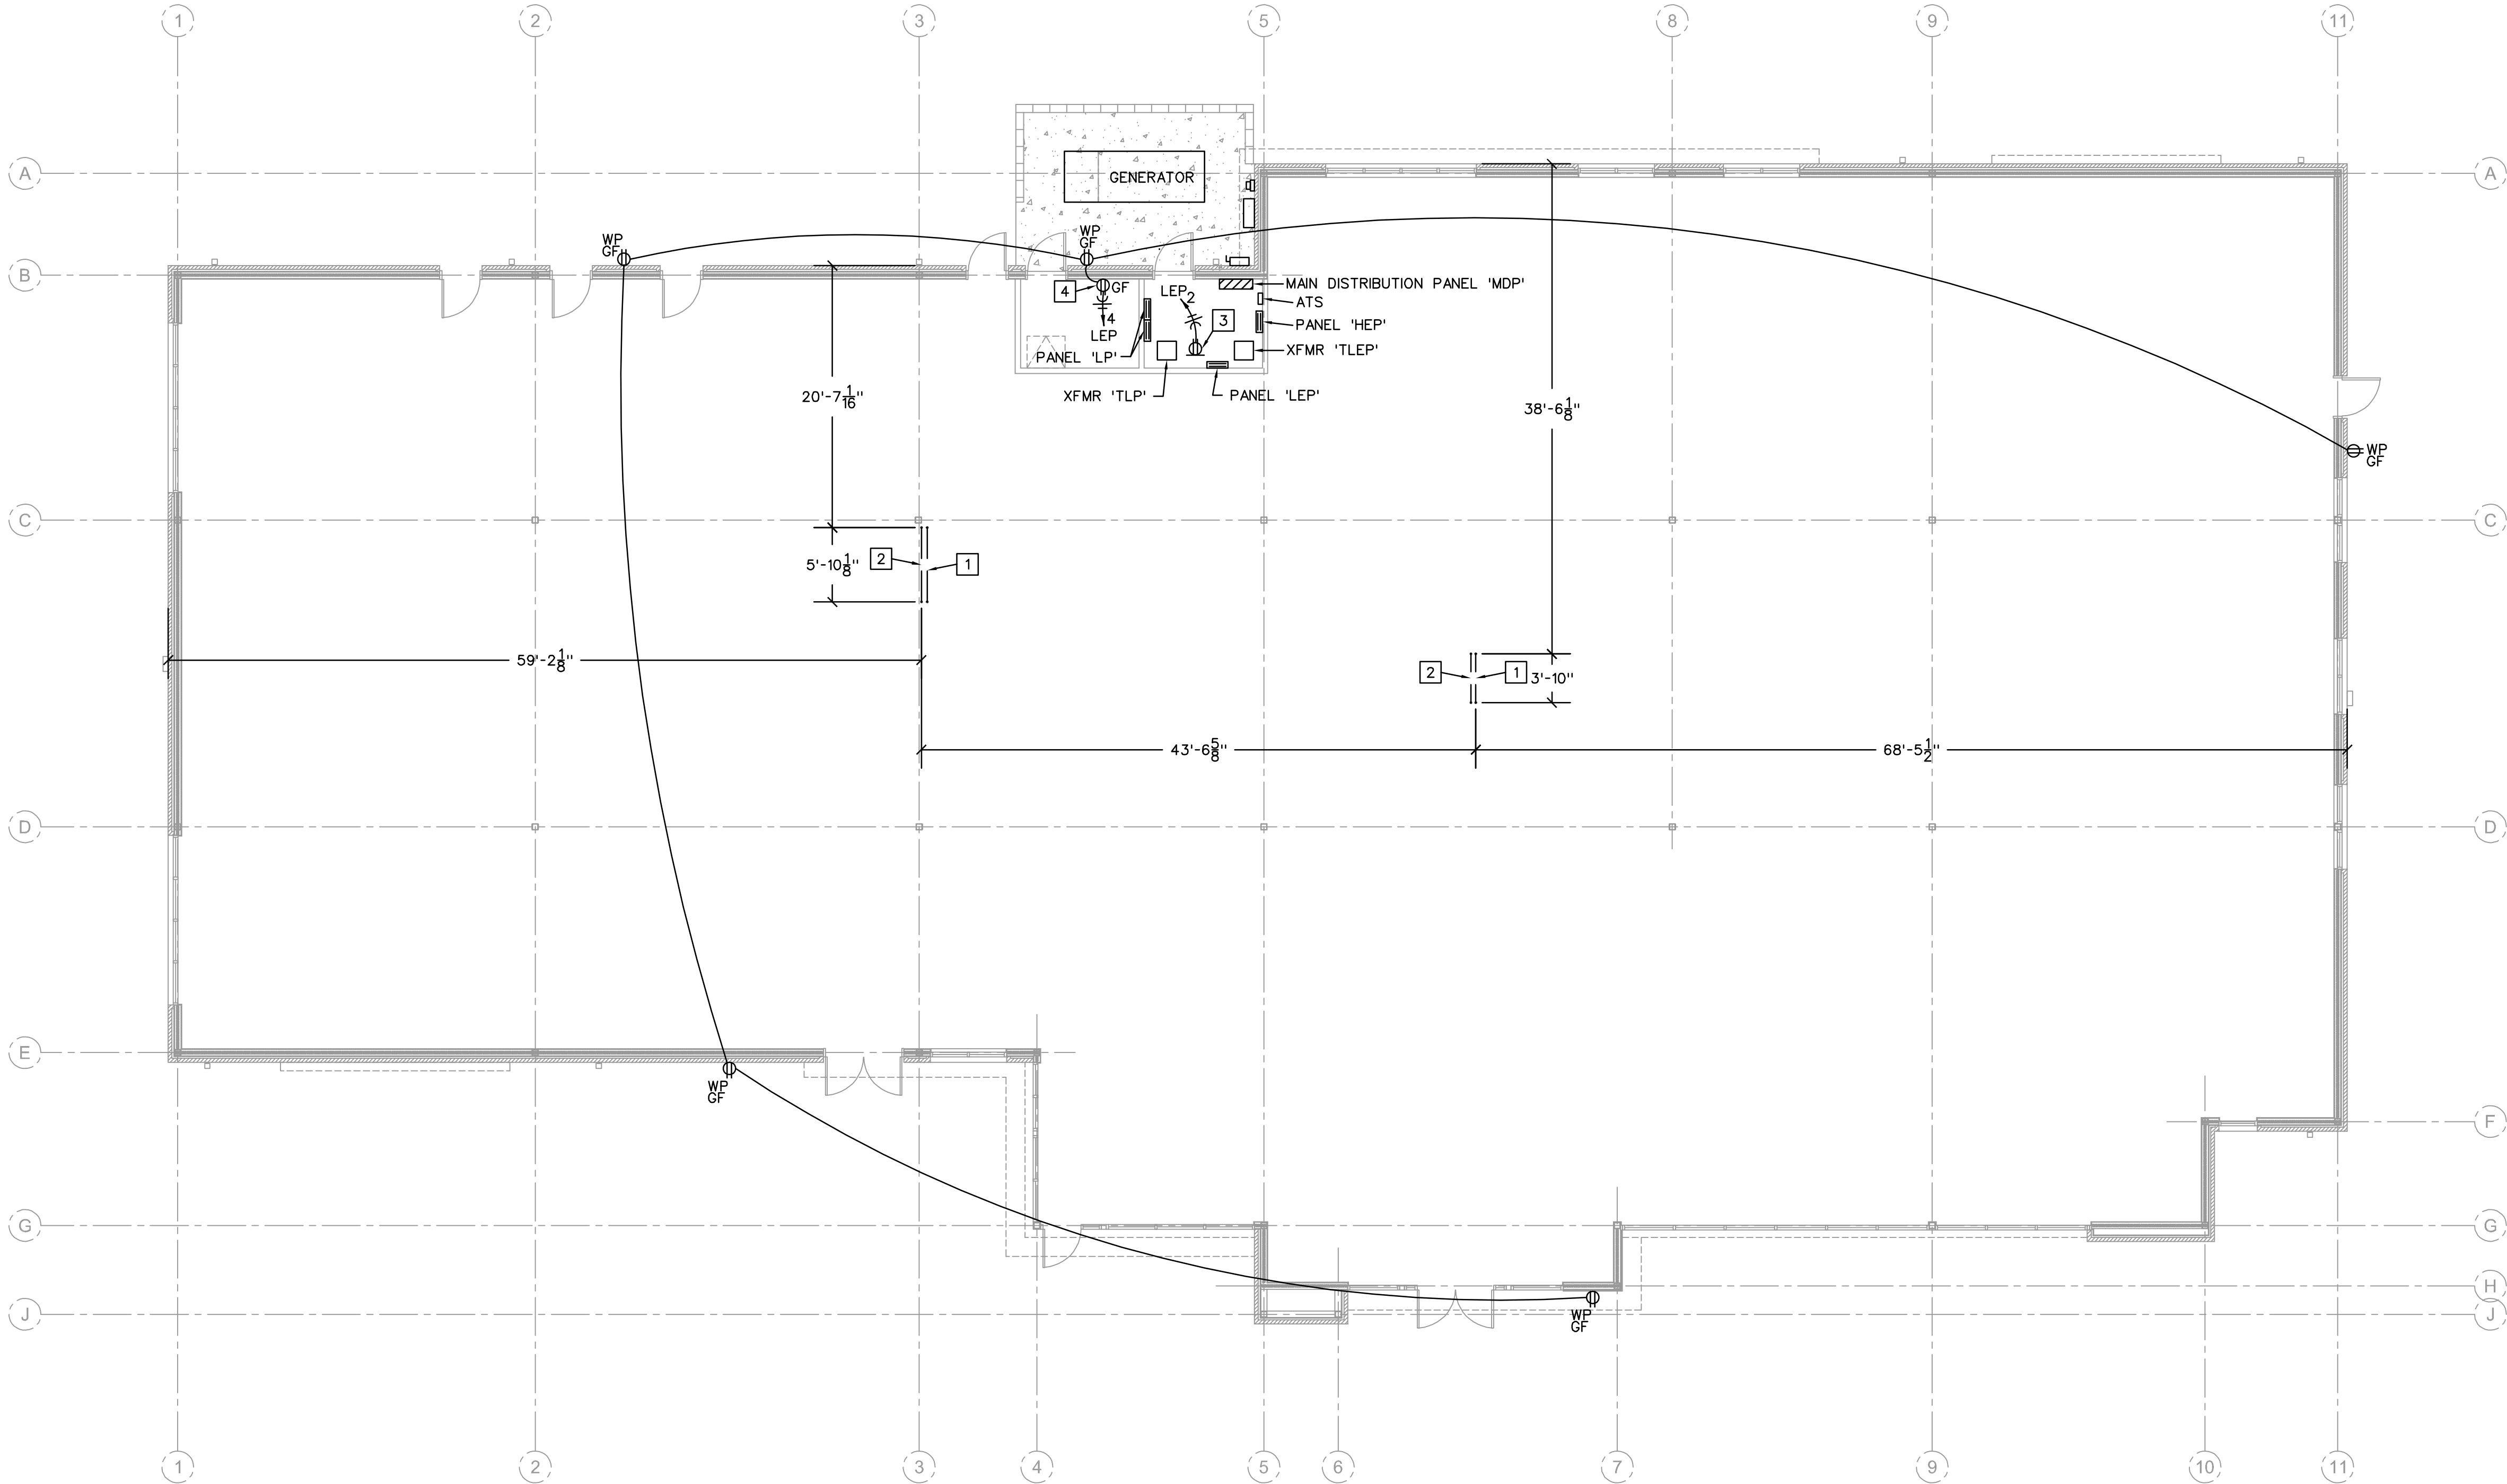 1
2
3
5
8
9
11
A
A
GENERATOR
WP
GF
WP
GF
B
MAIN DISTRIBUTION PANEL 'MDP'
4
GF
LEP
2
ATS
4
3
PANEL 'HEP'
LEP
PANEL 'LP'
XFMR 'TLEP'
XFMR 'TLP'
PANEL 'LEP'
20'-7 1/16"
38'-6 1/8"
WP
GF
C
C
5'-10 1/8"
2
1
59'-2 1/8"
2
1
3'-10"
43'-6 5/8"
68'-5 1/2"
D
D
E
WP
GF
F
G
G
H
J
J
WP
GF
1
2
3
4
5
6
7
9
10
11